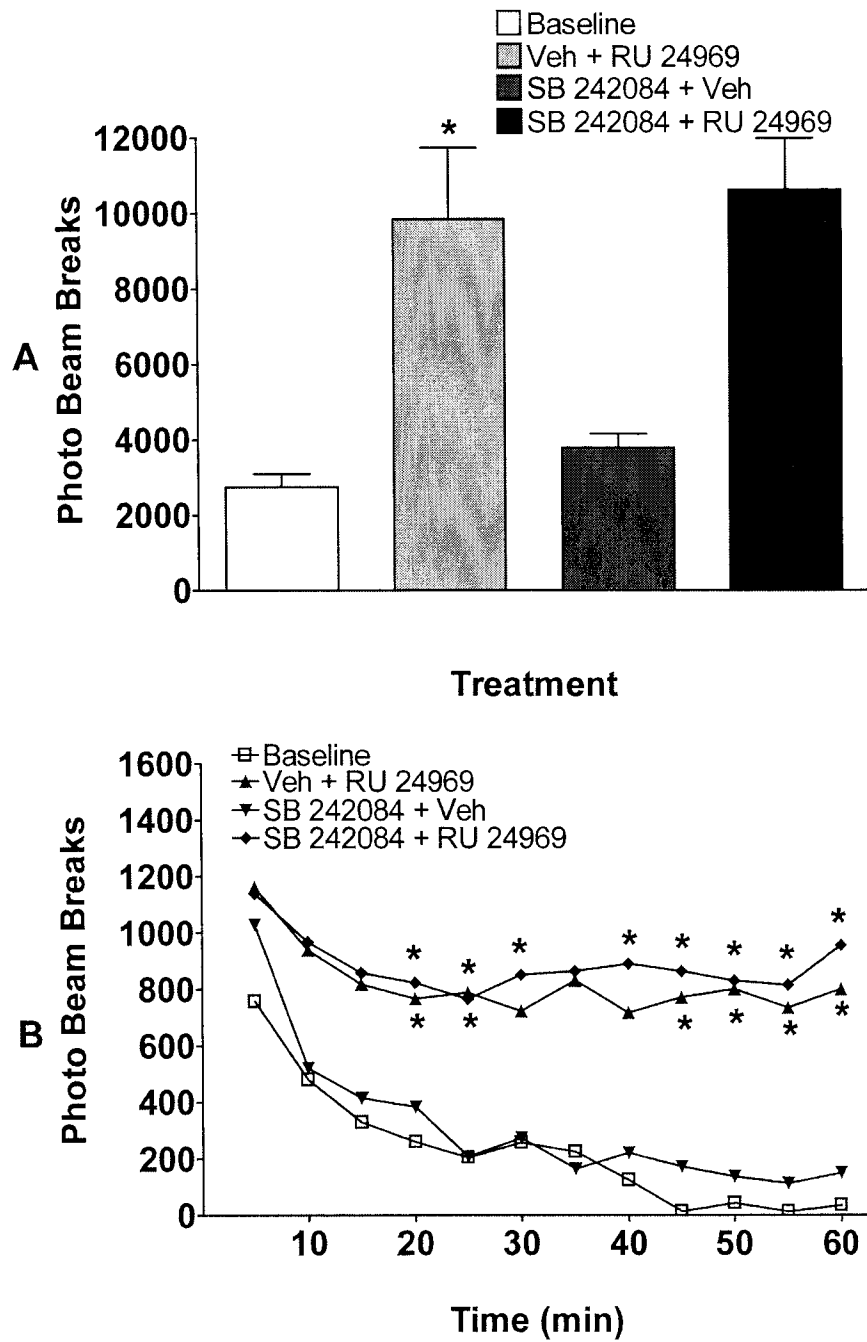 Baseline
Veh + RU 24969
SB 242084 + Veh
SB 242084 + RU 24969
*
12000
10000
8000
6000
4000
2000
0
Photo Beam Breaks
A
Treatment
Baseline
Veh + RU 24969
SB 242084 + Veh
SB 242084 + RU 24969
1600
1400
1200
1000
800
600
400
200
0
Photo Beam Breaks
B
* * * * * * * *
* * * * * *
10 20 30 40 50 60
Time (min)